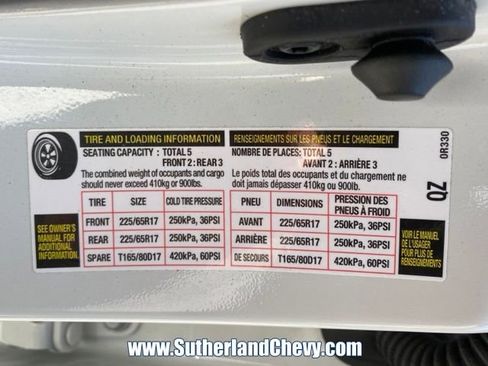 TIRE AND LOADING INFORMATION
SEATING CAPACITY : TOTAL 5
FRONT 2 : REAR 3
The combined weight of occupants and cargo
should never exceed 410kg or 900lbs.
RENSEIGNEMENTS SUR LES PNEUS ET LE CHARGEMENT
NOMBRE DE PLACES: TOTAL 5
AVANT 2 : ARRIÈRE 3
Le poids total des occupants et du chargement ne
doit jamais dépasser 410kg ou 900lb.
SEE OWNER'S
MANUAL FOR
ADDITIONAL
INFORMATION
TIRE SIZE COLD TIRE PRESSURE
FRONT 225/65R17 250kPa, 36PSI
REAR 225/65R17 250kPa, 36PSI
SPARE T165/80D17 420kPa, 60PSI
PNEU DIMENSIONS PRESSION DES
PNEUS À FROID
AVANT 225/65R17 250kPa, 36PSI
ARRIÈRE 225/65R17 250kPa, 36PSI
DE SECOURS T165/80D17 420kPa, 60PSI
VOIR LE MANUEL
DE L'USAGER
POUR PLUS DE
RENSEIGNEMENTS
QZ
0R330
www.SutherlandChevy.com